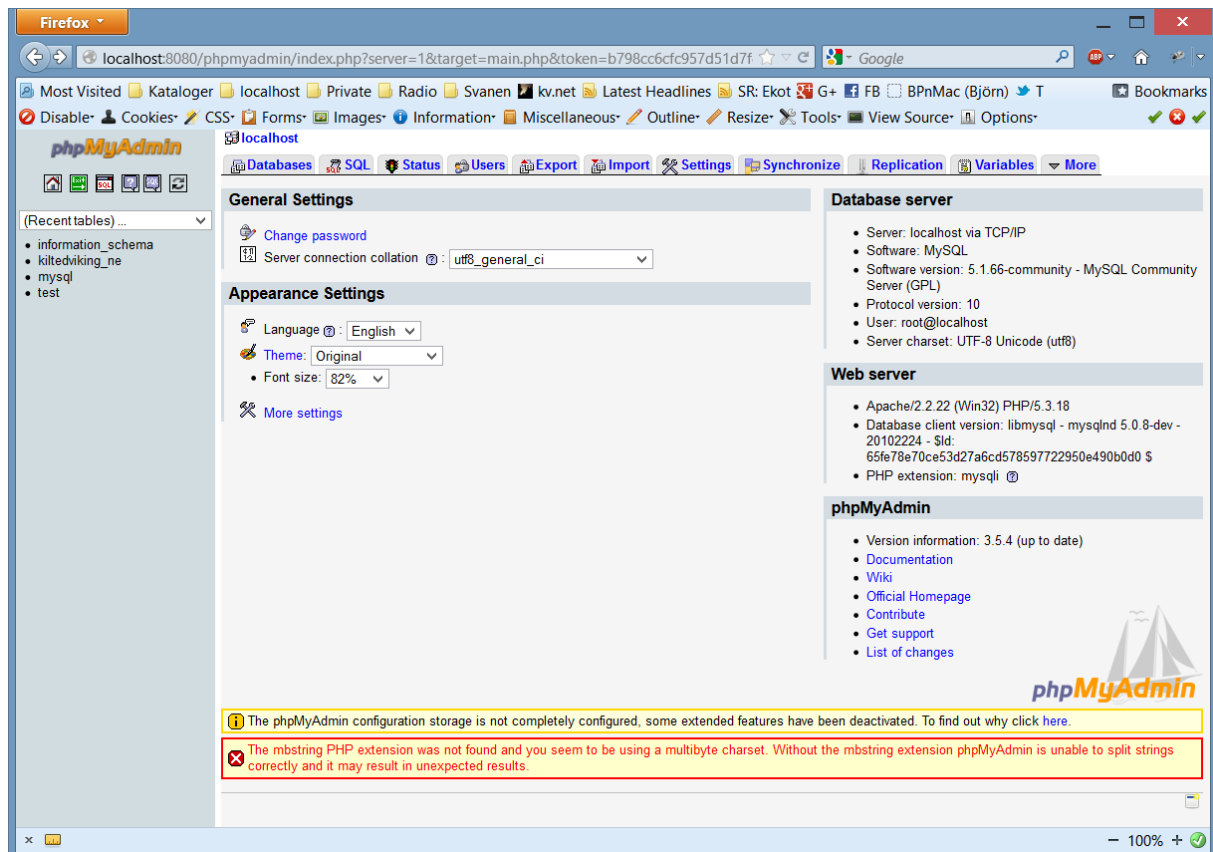 Firefox
localhost:8080/phpmyadmin/index.php?server=1&target=main.php&token=b798cc6cfc957d51d7f
Google
Most Visited Kataloger localhost Private Radio Svanen kv.net Latest Headlines SR: Ekot G+ FB BPnMac (Björn) T Bookmarks
Disable Cookies CSS Forms Images Information Miscellaneous Outline Resize Tools View Source Options
phpMyAdmin
(Recent tables) ...
information_schema
kiltedviking_ne
mysql
test
localhost
Databases SQL Status Users Export Import Settings Synchronize Replication Variables More
General Settings
Change password
Server connection collation : utf8_general_ci
Appearance Settings
Language : English
Theme: Original
Font size: 82%
More settings
Database server
Server: localhost via TCP/IP
Software: MySQL
Software version: 5.1.66-community - MySQL Community
Server (GPL)
Protocol version: 10
User: root@localhost
Server charset: UTF-8 Unicode (utf8)
Web server
Apache/2.2.22 (Win32) PHP/5.3.18
Database client version: libmysql - mysqlnd 5.0.8-dev -
20102224 - $Id:
65fe78e70ce53d27a6cd578597722950e490b0d0 $
PHP extension: mysqli
phpMyAdmin
Version information: 3.5.4 (up to date)
Documentation
Wiki
Official Homepage
Contribute
Get support
List of changes
phpMyAdmin
The phpMyAdmin configuration storage is not completely configured, some extended features have been deactivated. To find out why click here.
The mbstring PHP extension was not found and you seem to be using a multibyte charset. Without the mbstring extension phpMyAdmin is unable to split strings
correctly and it may result in unexpected results.
100%